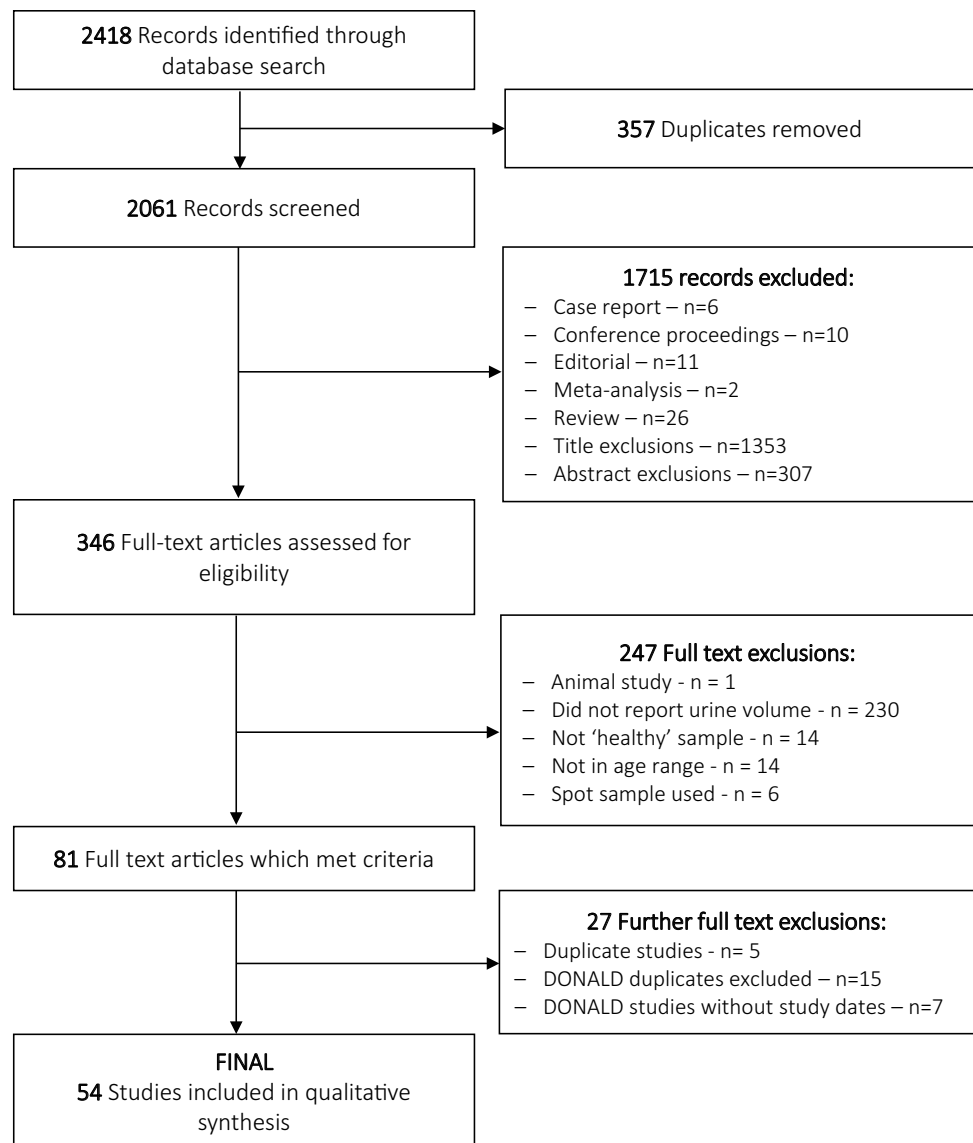 2418 Records identified through
database search
357 Duplicates removed
2061 Records screened
1715 records excluded:
– Case report – n=6
– Conference proceedings – n=10
– Editorial – n=11
– Meta-analysis – n=2
– Review – n=26
– Title exclusions – n=1353
– Abstract exclusions – n=307
346 Full-text articles assessed for
eligibility
247 Full text exclusions:
– Animal study - n = 1
– Did not report urine volume - n = 230
– Not ‘healthy’ sample - n = 14
– Not in age range - n = 14
– Spot sample used - n = 6
81 Full text articles which met criteria
27 Further full text exclusions:
– Duplicate studies - n= 5
– DONALD duplicates excluded – n=15
– DONALD studies without study dates – n=7
FINAL
54 Studies included in qualitative
synthesis